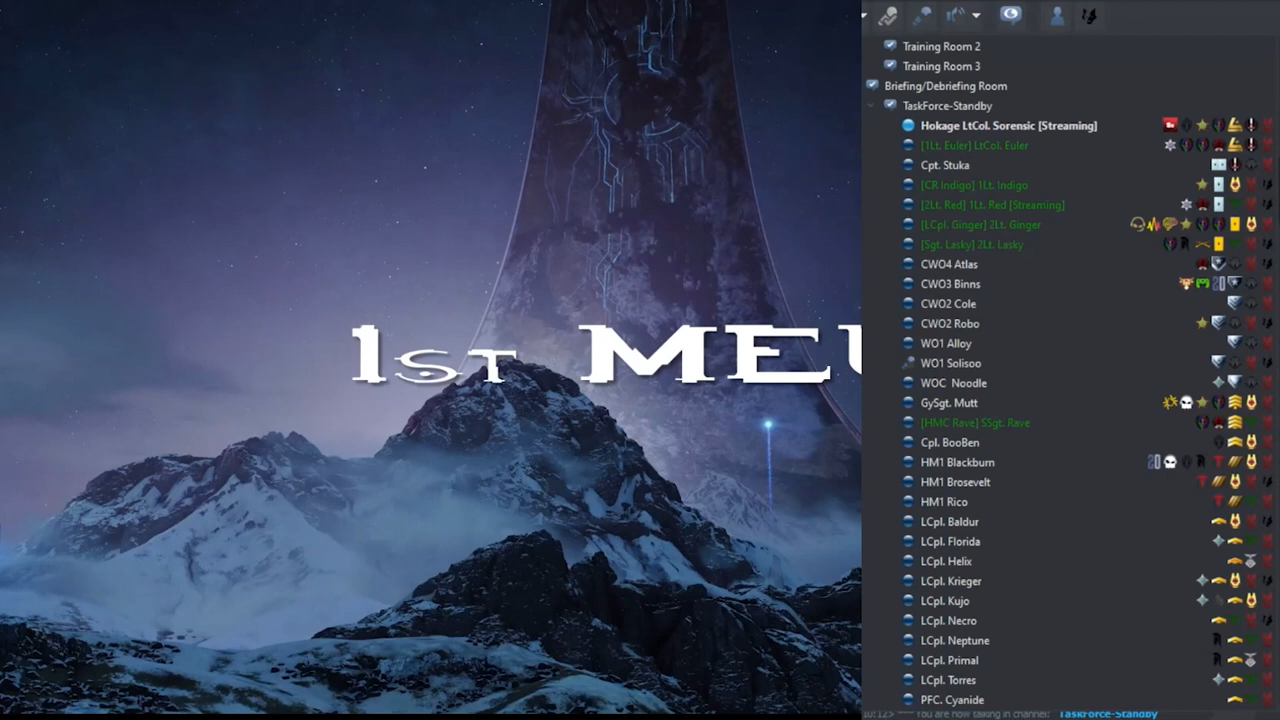 1st MEU
Training Room 2
Training Room 3
Briefing/Debriefing Room
TaskForce-Standby
Hokage LtCol. Sorensic [Streaming]
[1Lt. Euler] LtCol. Euler
Cpt. Stuka
[CR Indigo] 1Lt. Indigo
[2Lt. Red] 1Lt. Red [Streaming]
[LCpl. Ginger] 2Lt. Ginger
[Sgt. Lasky] 2Lt. Lasky
CWO4 Atlas
CWO3 Binns
CWO2 Cole
CWO2 Robo
WO1 Alloy
WO1 Solisoo
WOC Noodle
GySgt. Mutt
[HMC Rave] SSgt. Rave
Cpl. BooBen
HM1 Blackburn
HM1 Brosevelt
HM1 Rico
LCpl. Baldur
LCpl. Florida
LCpl. Helix
LCpl. Krieger
LCpl. Kujo
LCpl. Necro
LCpl. Neptune
LCpl. Primal
LCpl. Torres
PFC. Cyanide
You are now talking in channel: TaskForce-Standby